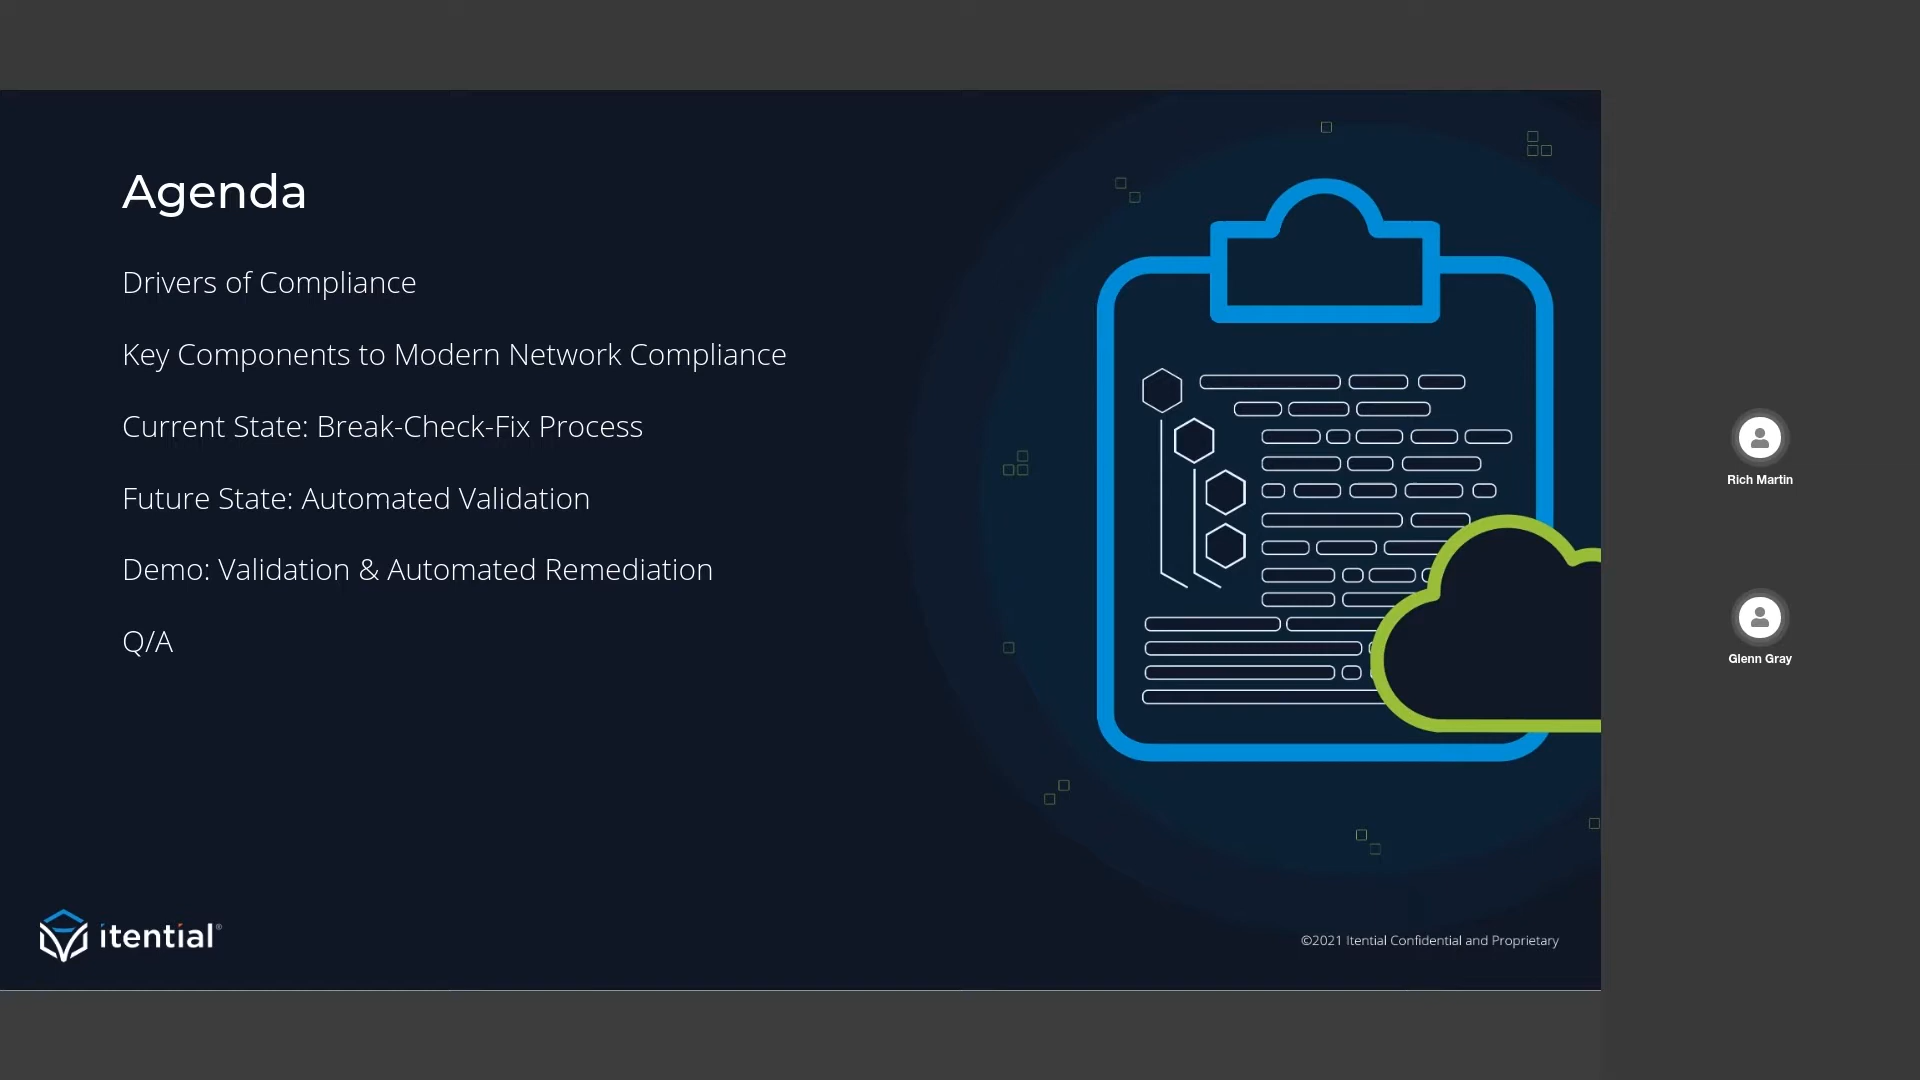 Agenda
Drivers of Compliance
Key Components to Modern Network Compliance
Current State: Break-Check-Fix Process
Future State: Automated Validation
Demo: Validation & Automated Remediation
Q/A
itential®
©2021 Itential Confidential and Proprietary
Rich Martin
Glenn Gray